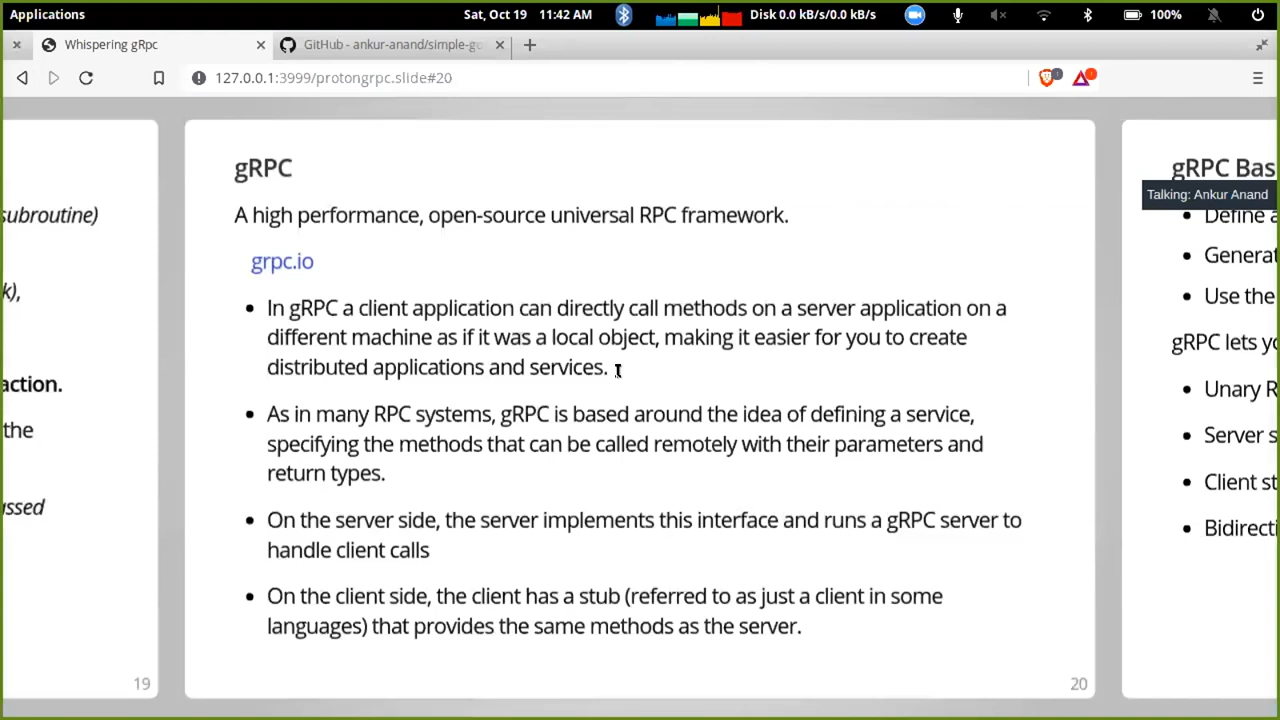 Applications
Sat, Oct 19 11:42 AM
Disk 0.0 kB/s/0.0 kB/s
100%
Whispering gRpc
GitHub - ankur-anand/simple-go
127.0.0.1:3999/protongrpc.slide#20
subroutine)
k),
action.
the
assed
19
gRPC
A high performance, open-source universal RPC framework.
grpc.io
• In gRPC a client application can directly call methods on a server application on a
different machine as if it was a local object, making it easier for you to create
distributed applications and services.
• As in many RPC systems, gRPC is based around the idea of defining a service,
specifying the methods that can be called remotely with their parameters and
return types.
• On the server side, the server implements this interface and runs a gRPC server to
handle client calls
• On the client side, the client has a stub (referred to as just a client in some
languages) that provides the same methods as the server.
20
gRPC Bas
Talking: Ankur Anand
• Define a
• Generat
• Use the
gRPC lets yo
• Unary R
• Server s
• Client st
• Bidirecti